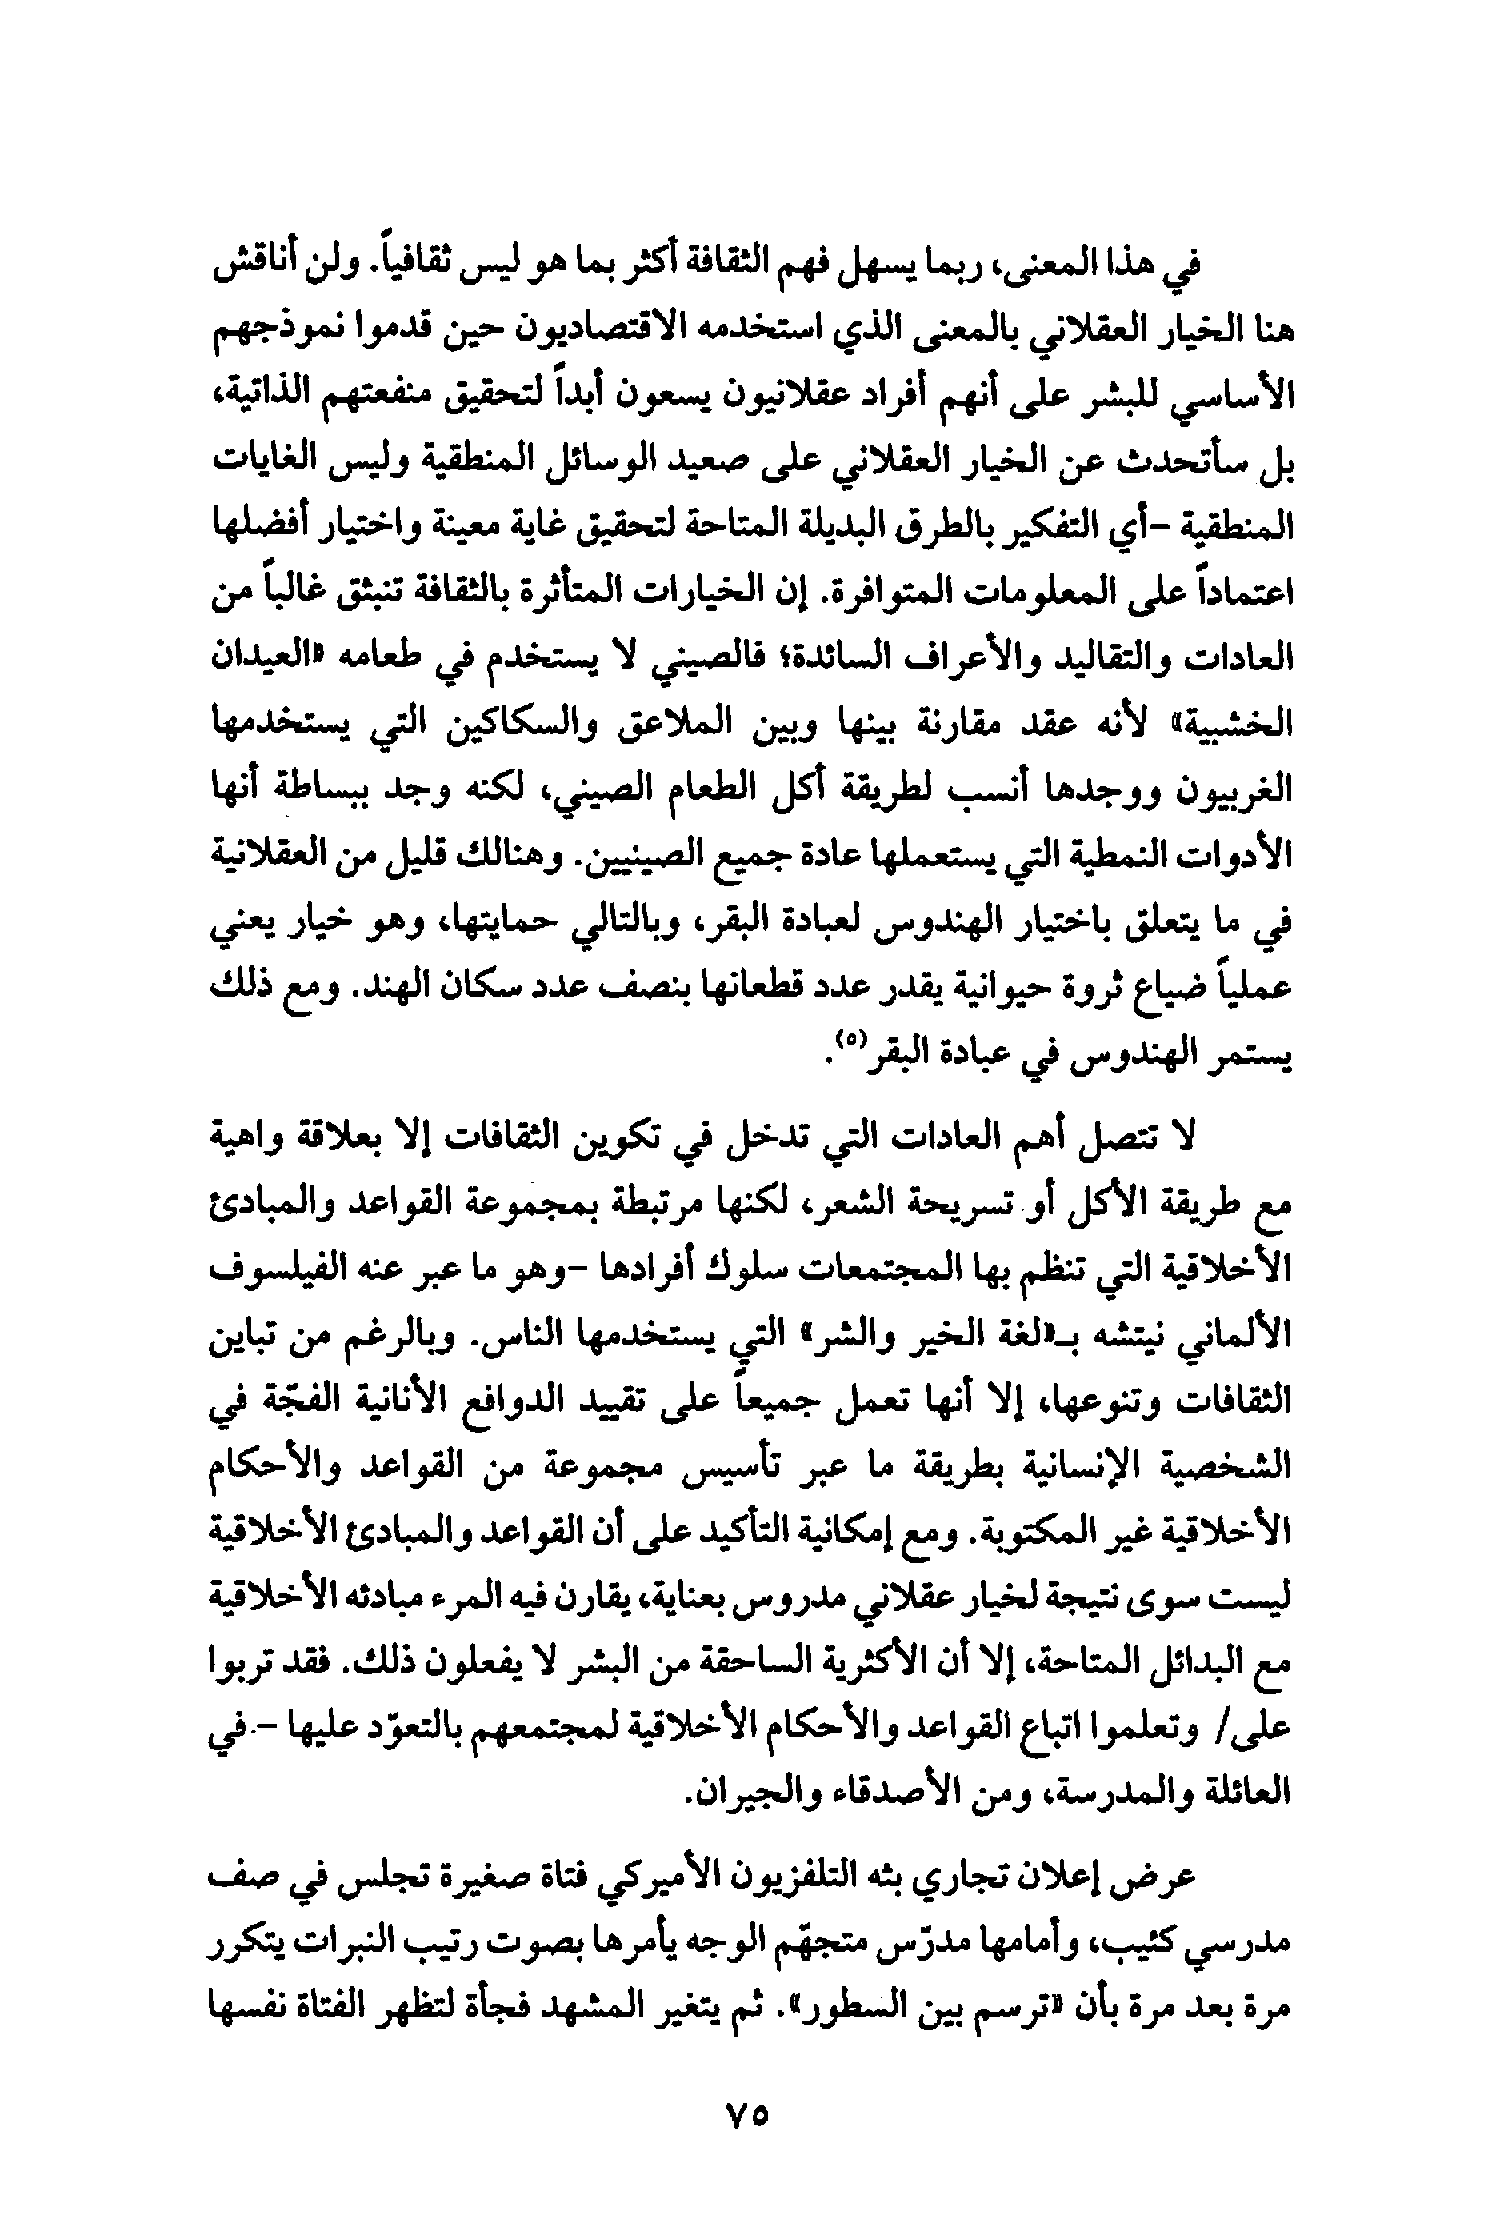 في هذا المعنى، ربما يسهل فهم الثقافة أكثر بما هو ليس ثقافياً. ولن أناقش
هنا الخيار العقلاني بالمعنى الذي استخدمه الاقتصاديون حين قدموا نموذجهم
الأساسي للبشر على أنهم أفراد عقلانيون يسعون أبداً لتحقيق منفعتهم الذاتية،
بل سأتحدث عن الخيار العقلاني على صعيد الوسائل المنطقية وليس الغايات
المنطقية -أي التفكير بالطرق البديلة المتاحة لتحقيق غاية معينة واختيار أفضلها
اعتماداً على المعلومات المتوافرة. إن الخيارات المتأثرة بالثقافة تنبثق غالباً من
العادات والتقاليد والأعراف السائدة؛ فالصيني لا يستخدم في طعامه «العيدان
الخشبية» لأنه عقد مقارنة بينها وبين الملاعق والسكاكين التي يستخدمها
الغربيون ووجدها أنسب لطريقة أكل الطعام الصيني، لكنه وجد ببساطة أنها
الأدوات النمطية التي يستعملها عادة جميع الصينيين. وهنالك قليل من العقلانية
في ما يتعلق باختيار الهندوس لعبادة البقر، وبالتالي حمايتها، وهو خيار يعني
عملياً ضياع ثروة حيوانية يقدر عدد قطعانها بنصف عدد سكان الهند. ومع ذلك
يستمر الهندوس في عبادة البقر(٥).
لا تتصل أهم العادات التي تدخل في تكوين الثقافات إلا بعلاقة واهية
مع طريقة الأكل أو تسريحة الشعر، لكنها مرتبطة بمجموعة القواعد والمبادئ
الأخلاقية التي تنظم بها المجتمعات سلوك أفرادها -وهو ما عبر عنه الفيلسوف
الألماني نيتشه بـ«لغة الخير والشر» التي يستخدمها الناس. وبالرغم من تباين
الثقافات وتنوعها، إلا أنها تعمل جميعاً على تقييد الدوافع الأنانية الفجّة في
الشخصية الإنسانية بطريقة ما عبر تأسيس مجموعة من القواعد والأحكام
الأخلاقية غير المكتوبة. ومع إمكانية التأكيد على أن القواعد والمبادئ الأخلاقية
ليست سوى نتيجة لخيار عقلاني مدروس بعناية، يقارن فيه المرء مبادئه الأخلاقية
مع البدائل المتاحة، إلا أن الأكثرية الساحقة من البشر لا يفعلون ذلك. فقد تربوا
على/ وتعلموا اتباع القواعد والأحكام الأخلاقية لمجتمعهم بالتعوّد عليها -في
العائلة والمدرسة، ومن الأصدقاء والجيران.
عرض إعلان تجاري بثه التلفزيون الأميركي فتاة صغيرة تجلس في صف
مدرسي كئيب، وأمامها مدرّس متجهّم الوجه يأمرها بصوت رتيب النبرات يتكرر
مرة بعد مرة بأن «ترسم بين السطور». ثم يتغير المشهد فجأة لتظهر الفتاة نفسها
٧٥